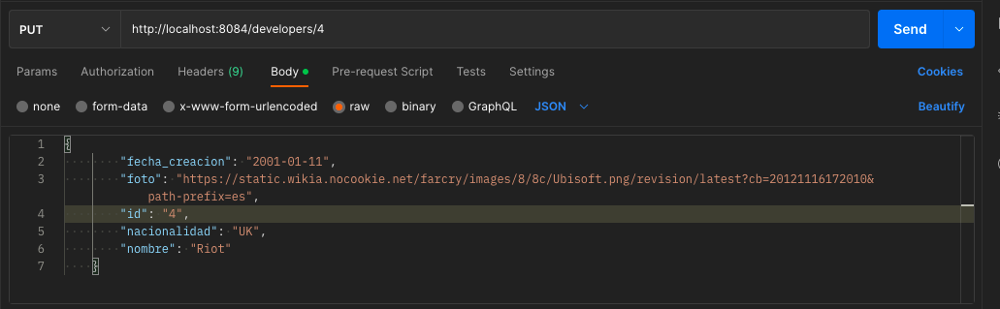 PUT http://localhost:8084/developers/4 Send
Params Authorization Headers (9) Body Pre-request Script Tests Settings Cookies
none form-data x-www-form-urlencoded raw binary GraphQL JSON Beautify
1 {
2 "fecha_creacion": "2001-01-11",
3 "foto": "https://static.wikia.nocookie.net/farcry/images/8/8c/Ubisoft.png/revision/latest?cb=20121116172010&
path-prefix=es",
4 "id": "4",
5 "nacionalidad": "UK",
6 "nombre": "Riot"
7 }